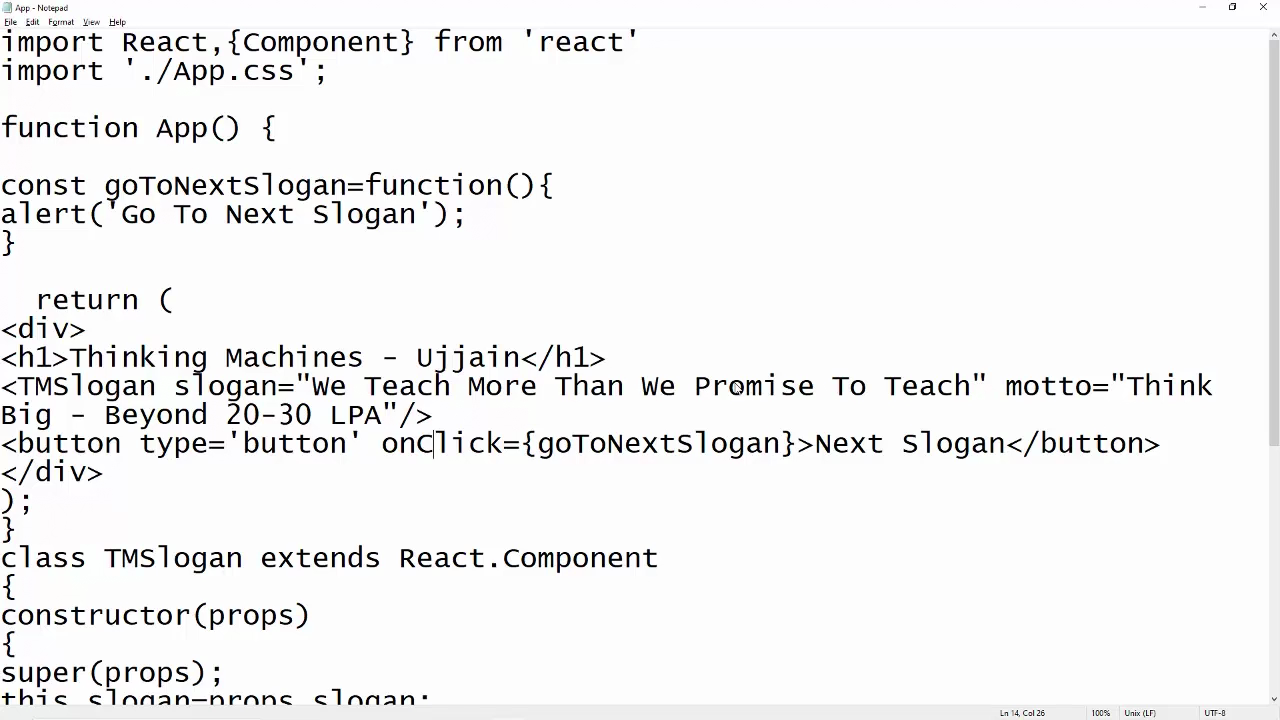 App - Notepad
File Edit Format View Help
import React,{Component} from 'react'
import './App.css';
function App() {
const goToNextSlogan=function(){
alert('Go To Next Slogan');
}
return (
<div>
<h1>Thinking Machines - Ujjain</h1>
<TMSlogan slogan="We Teach More Than We Promise To Teach" motto="Think
Big - Beyond 20-30 LPA"/>
<button type='button' onClick={goToNextSlogan}>Next Slogan</button>
</div>
);
}
class TMSlogan extends React.Component
{
constructor(props)
{
super(props);
this.slogan=props.slogan;
Ln 14, Col 26 100% Unix (LF) UTF-8